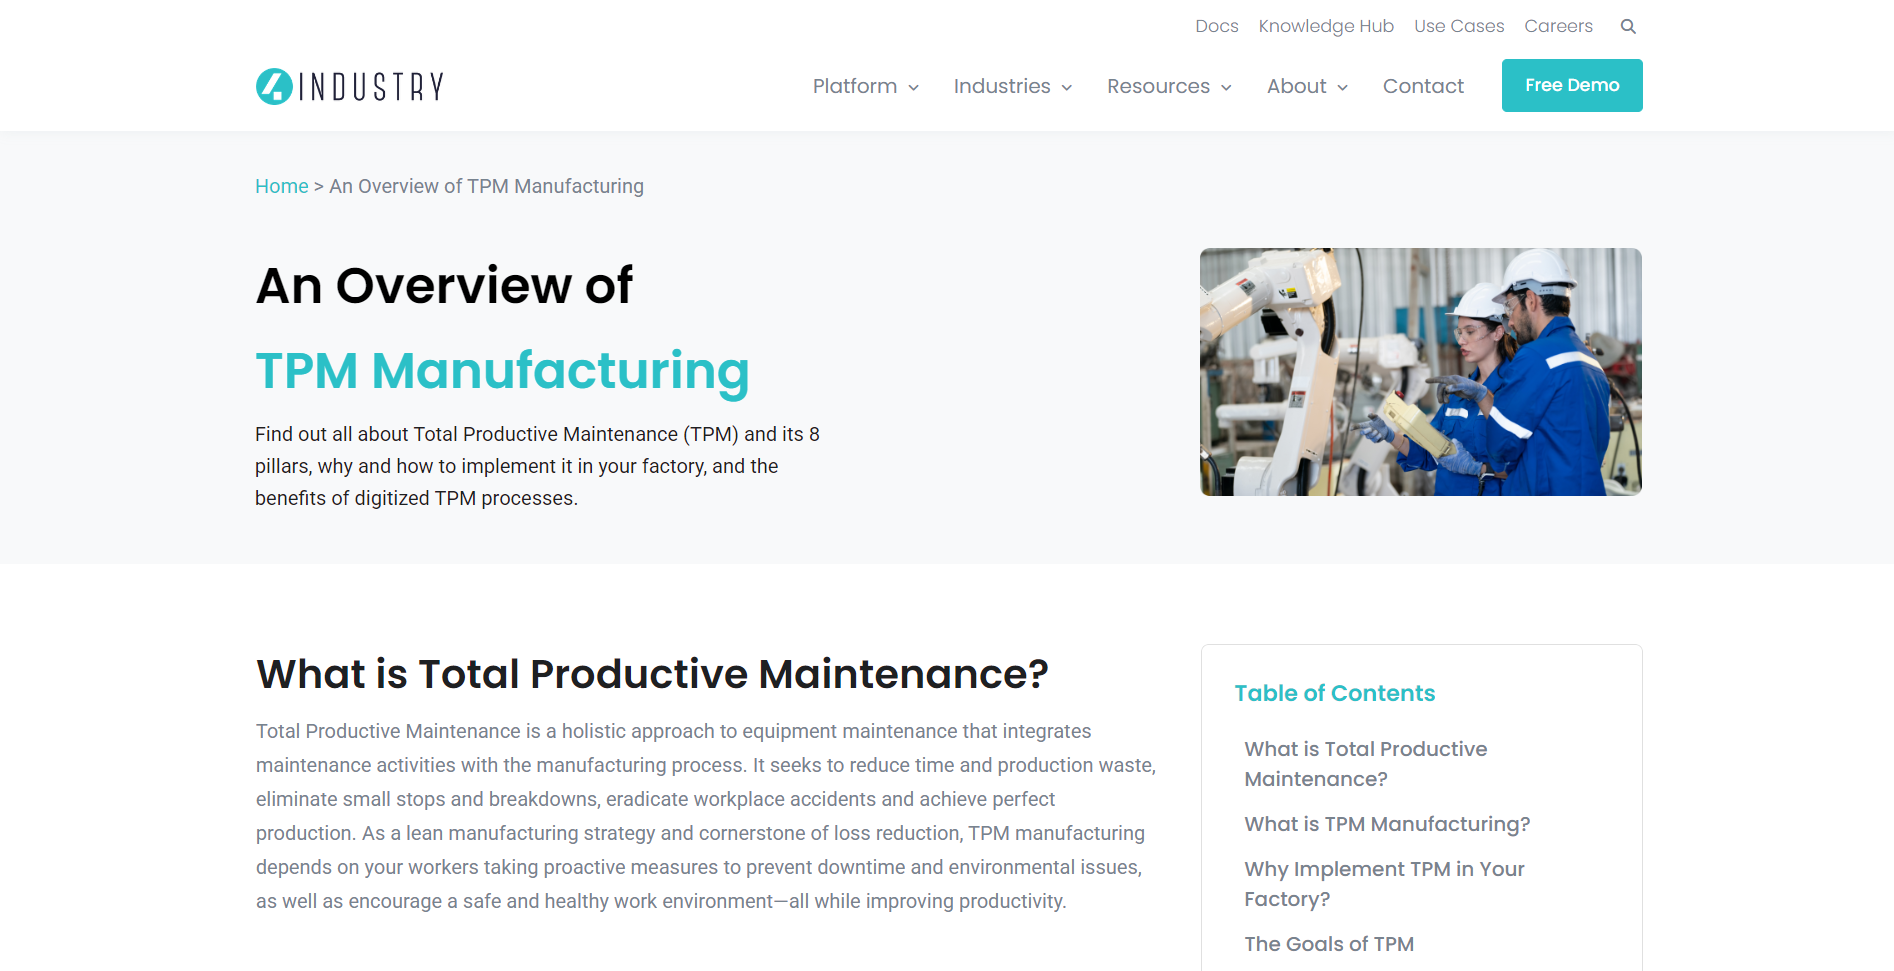 Docs Knowledge Hub Use Cases Careers
4INDUSTRY
Platform Industries Resources About Contact Free Demo
Home > An Overview of TPM Manufacturing
An Overview of
TPM Manufacturing
Find out all about Total Productive Maintenance (TPM) and its 8
pillars, why and how to implement it in your factory, and the
benefits of digitized TPM processes.
What is Total Productive Maintenance?
Total Productive Maintenance is a holistic approach to equipment maintenance that integrates
maintenance activities with the manufacturing process. It seeks to reduce time and production waste,
eliminate small stops and breakdowns, eradicate workplace accidents and achieve perfect
production. As a lean manufacturing strategy and cornerstone of loss reduction, TPM manufacturing
depends on your workers taking proactive measures to prevent downtime and environmental issues,
as well as encourage a safe and healthy work environment—all while improving productivity.
Table of Contents
What is Total Productive
Maintenance?
What is TPM Manufacturing?
Why Implement TPM in Your
Factory?
The Goals of TPM